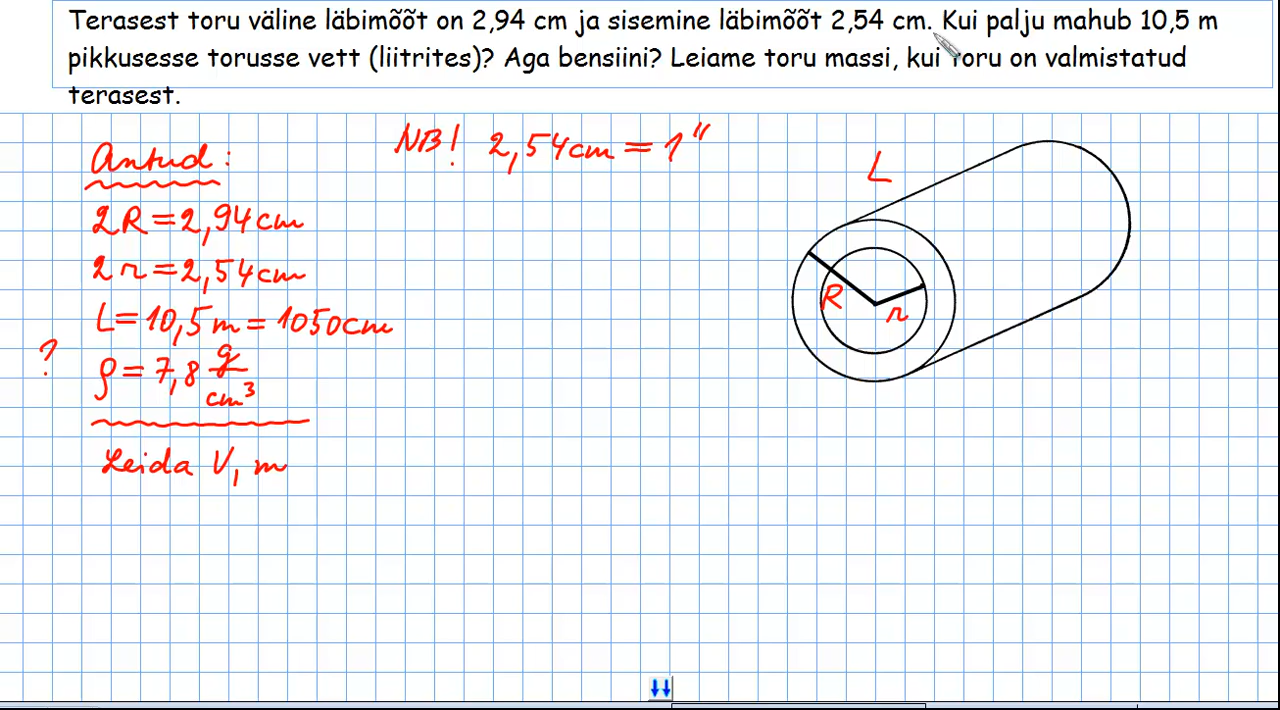 Terasest toru väline läbimõõt on 2,94 cm ja sisemine läbimõõt 2,54 cm. Kui palju mahub 10,5 m
pikkusesse torusse vett (liitrites)? Aga bensiini? Leiame toru massi, kui toru on valmistatud
terasest.
NB! 2,54cm = 1"
Antud:
L
2R = 2,94cm
2r = 2,54cm
R
r
L = 10,5m = 1050cm
? ρ = 7,8 g/cm³
Leida V, m